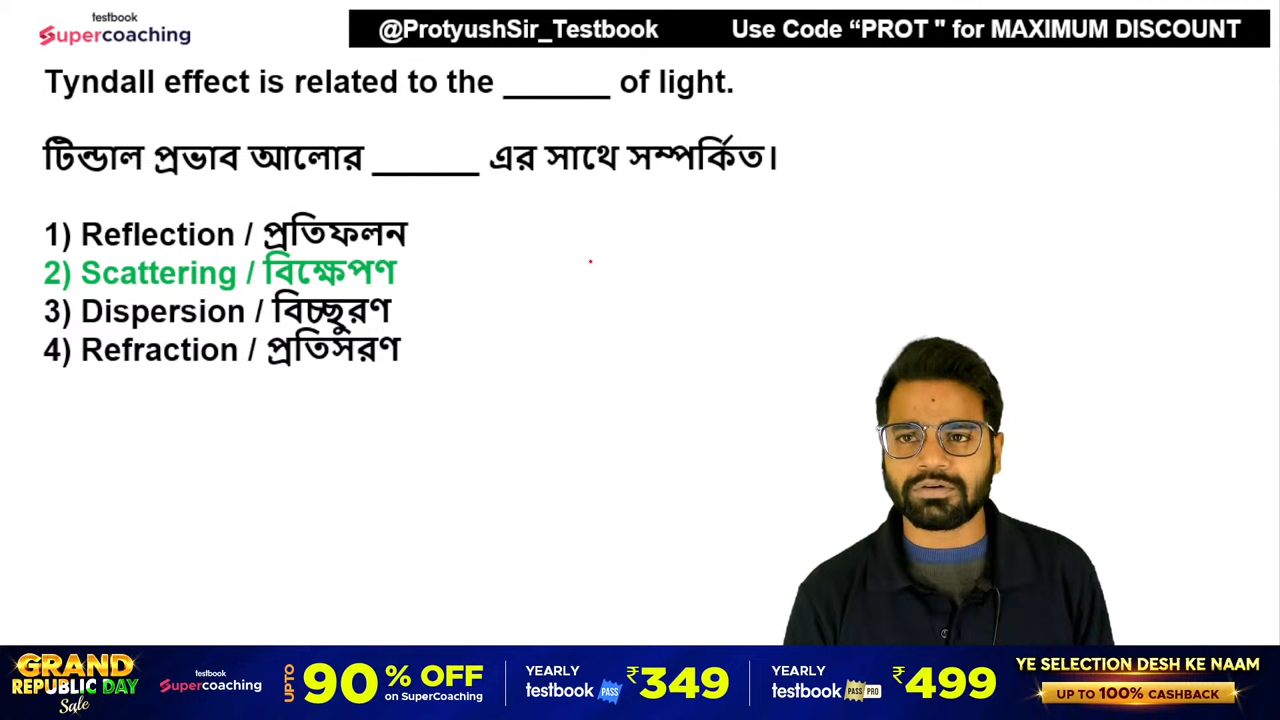 testbook
Supercoaching
@ProtyushSir_Testbook
Use Code “PROT " for MAXIMUM DISCOUNT
Tyndall effect is related to the ______ of light.
টিন্ডাল প্রভাব আলোর ______ এর সাথে সম্পর্কিত।
1) Reflection / প্রতিফলন
2) Scattering / বিক্ষেপণ
3) Dispersion / বিচ্ছুরণ
4) Refraction / প্রতিসরণ
GRAND
REPUBLIC DAY
Sale
testbook
Supercoaching
UPTO 90% OFF
on SuperCoaching
YEARLY
testbook PASS
₹349
YEARLY
testbook PASS PRO
₹499
YE SELECTION DESH KE NAAM
UP TO 100% CASHBACK